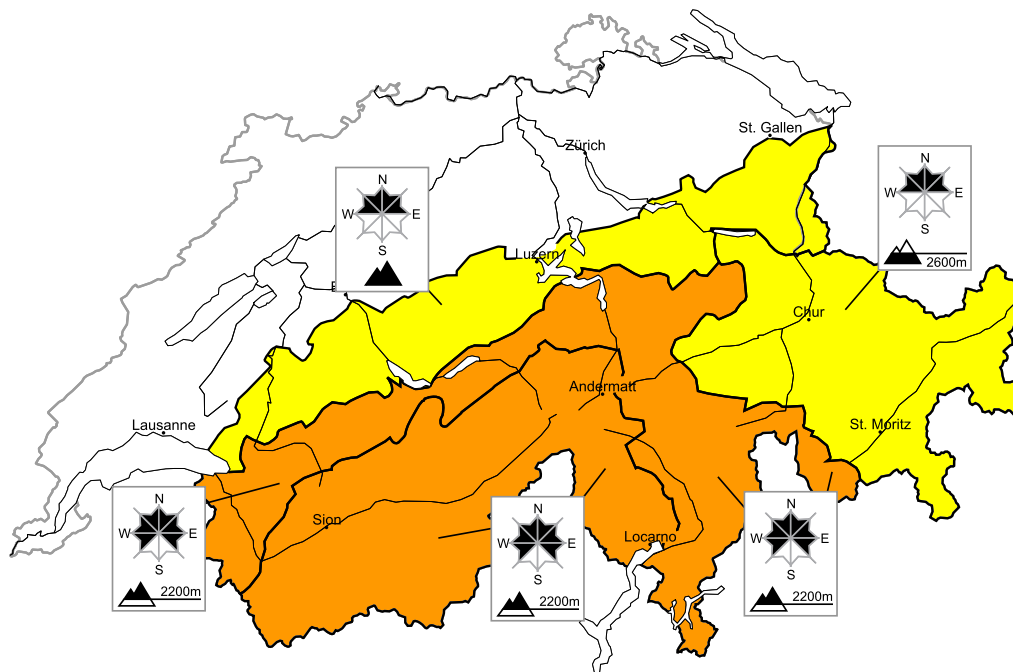 St. Gallen
Zürich
N
W E
S
N
W E
S
2600m
Luzern
Chur
Andermatt
Lausanne
St. Moritz
N
W E
S
2200m
Sion
N
W E
S
2200m
Locarno
N
W E
S
2200m